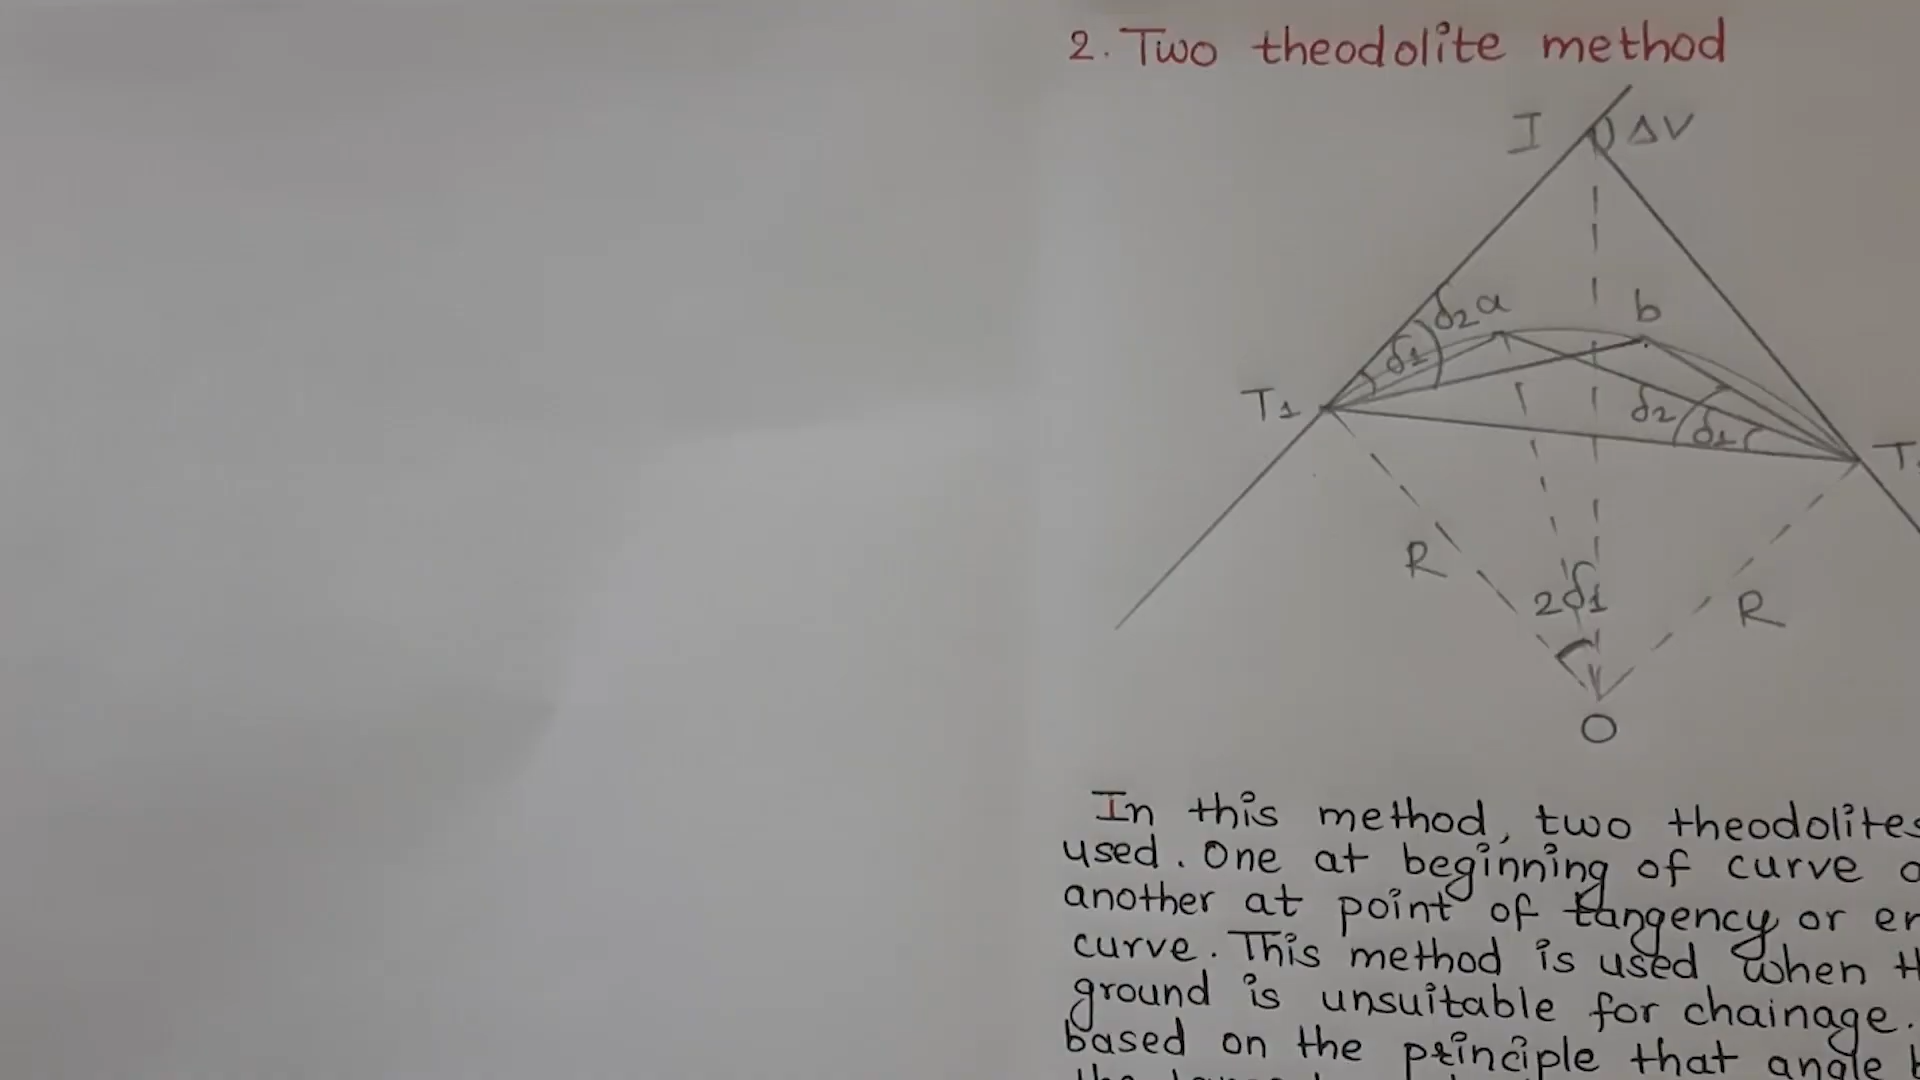 2. Two theodolite method
I ΔV
δ2 a b
δ1
T1 δ2 δ1
R 2δ1 R
O
In this method, two theodolites
used. One at beginning of curve
another at point of tangency or
curve. This method is used when
ground is unsuitable for chainage.
based on the principle that angle